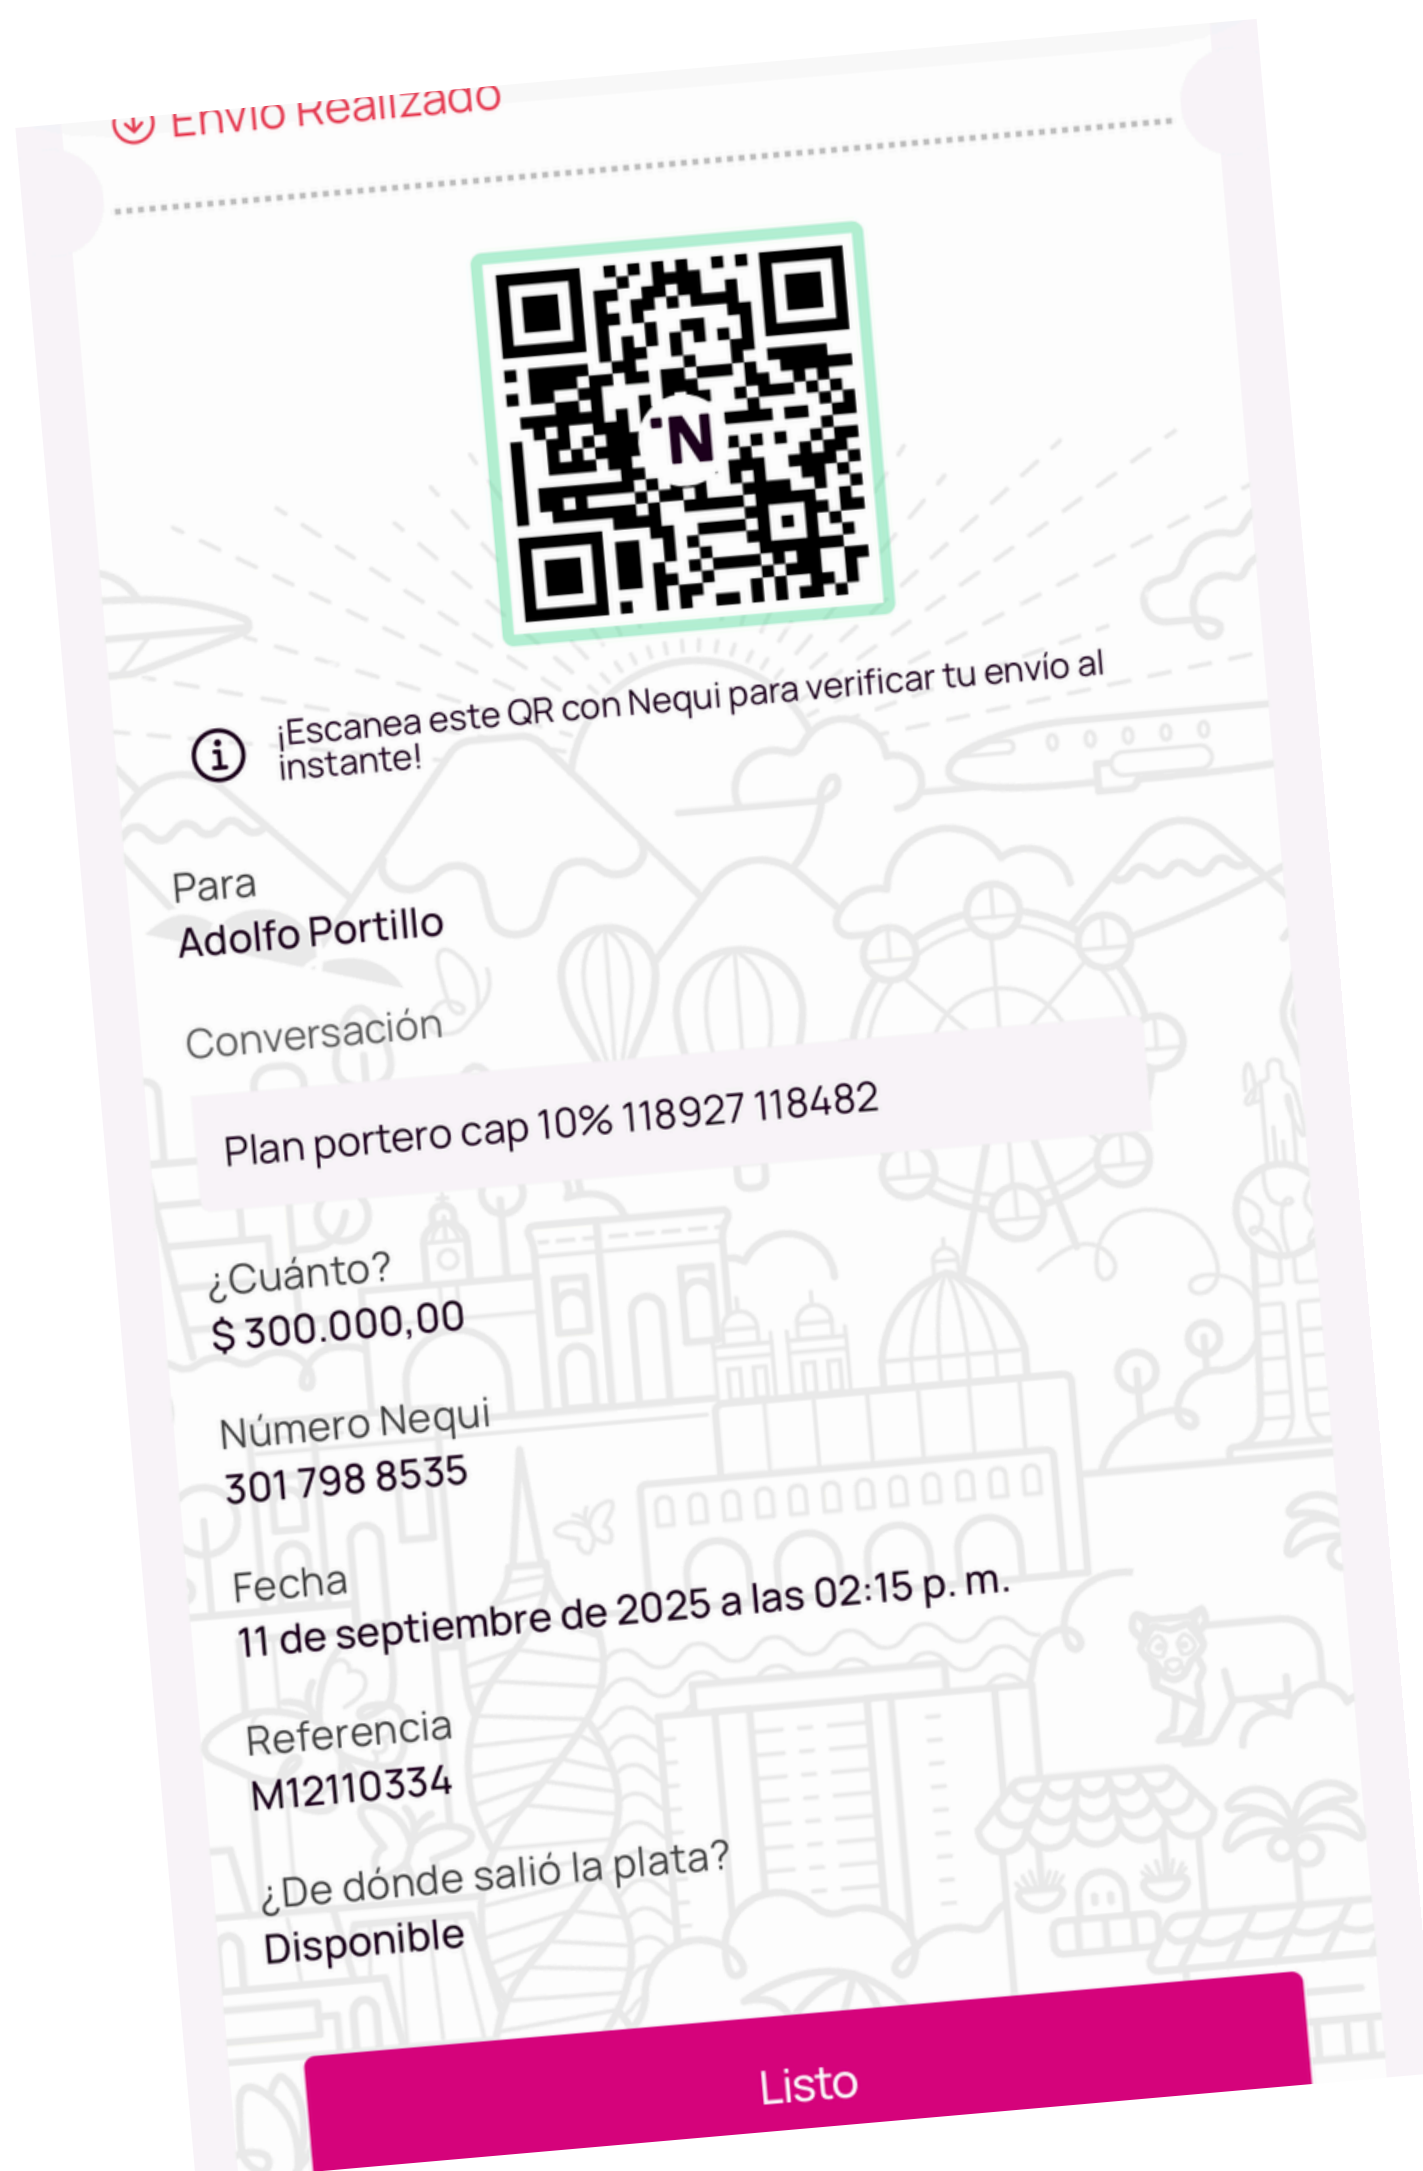 Envío Realizado
N
¡Escanea este QR con Nequi para verificar tu envío al
instante!
Para
Adolfo Portillo
Conversación
Plan portero cap 10% 118927 118482
¿Cuánto?
$ 300.000,00
Número Nequi
301 798 8535
Fecha
11 de septiembre de 2025 a las 02:15 p. m.
Referencia
M12110334
¿De dónde salió la plata?
Disponible
Listo